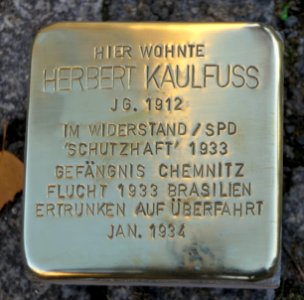 HIER WOHNTE
HERBERT KAULFUSS
JG. 1912
IM WIDERSTAND/SPD
'SCHUTZHAFT' 1933
GEFÄNGNIS CHEMNITZ
FLUCHT 1933 BRASILIEN
ERTRUNKEN AUF ÜBERFAHRT
JAN. 1934